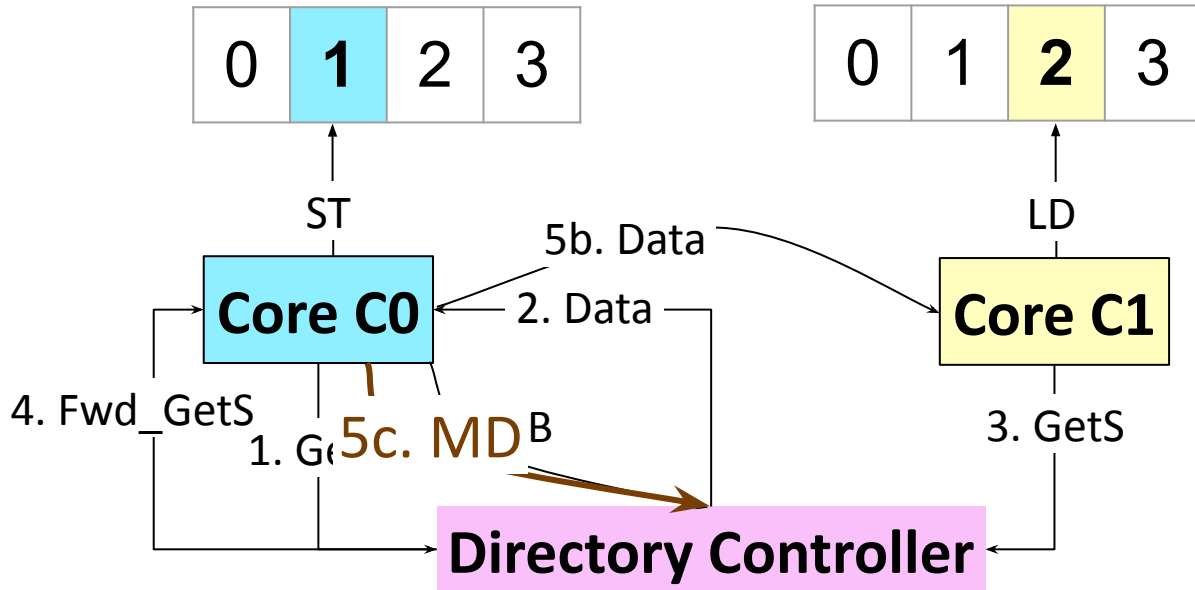 0 1 2 3
0 1 2 3
ST
LD
5b. Data
2. Data
Core C0
Core C1
4. Fwd_GetS
1. Ge
5c. MD
B
3. GetS
Directory Controller